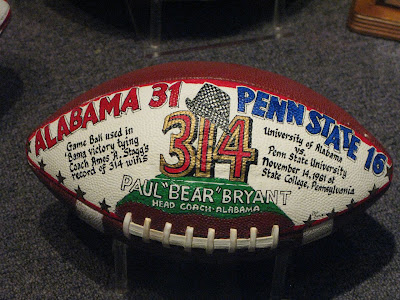 ALABAMA 31
PENN STATE 16
Game Ball used in
'Bama victory tying
Coach Amos A. Stagg's
record of 314 wins
314
University of Alabama
Vs.
Penn State University
November 14, 1981 at
State College, Pennsylvania
PAUL "BEAR" BRYANT
HEAD COACH-ALABAMA